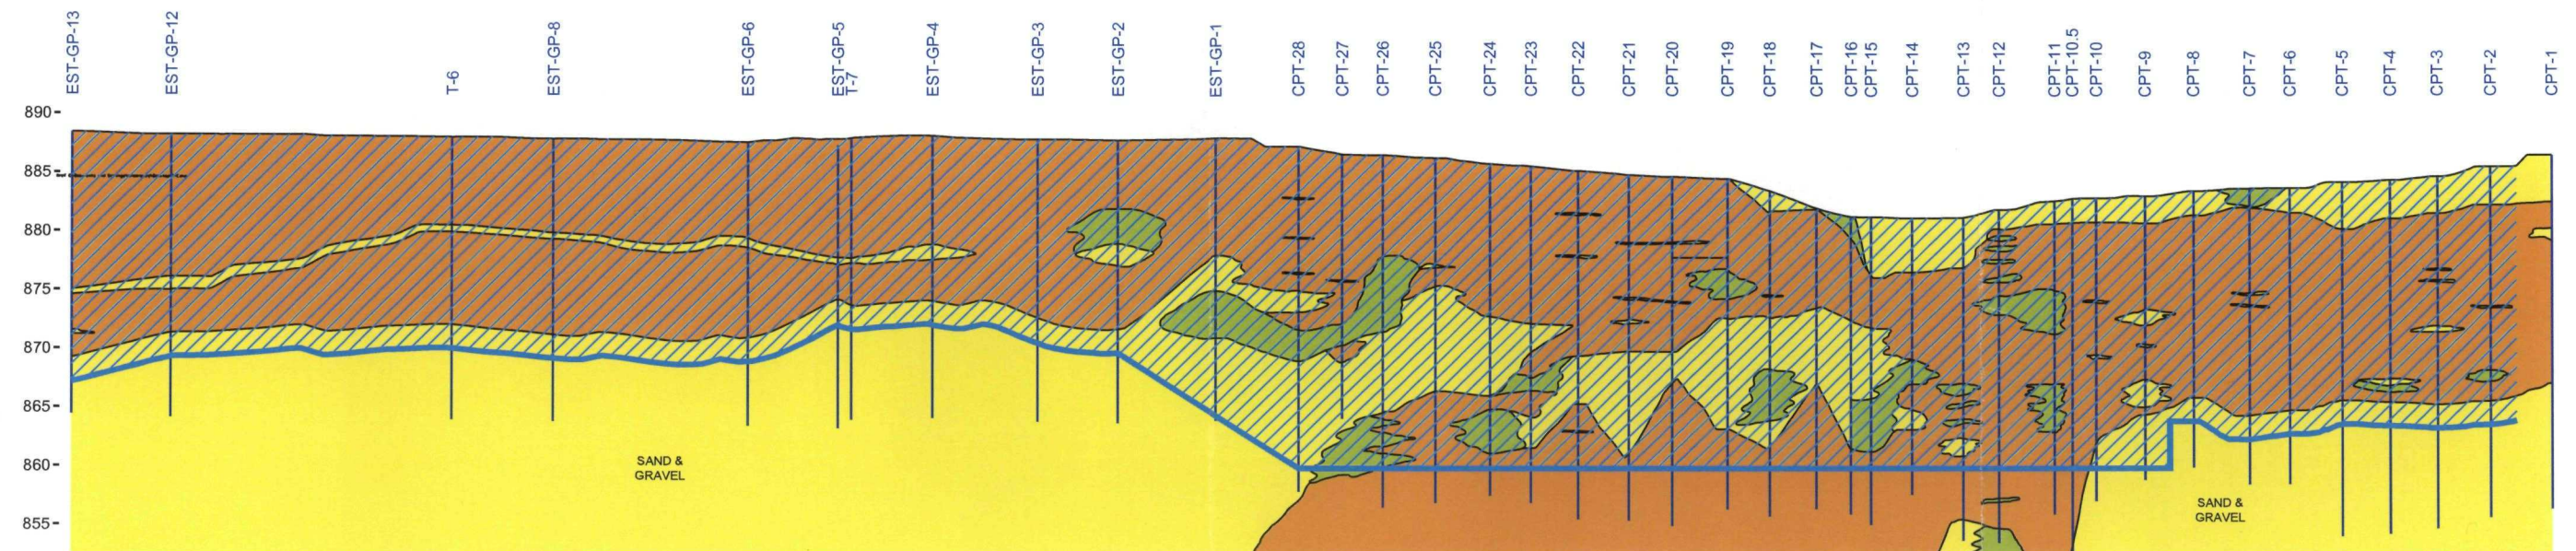 EST-GP-13
EST-GP-12
T-6
EST-GP-8
EST-GP-6
EST-GP-5
T-7
EST-GP-4
EST-GP-3
EST-GP-2
EST-GP-1
CPT-28
CPT-27
CPT-26
CPT-25
CPT-24
CPT-23
CPT-22
CPT-21
CPT-20
CPT-19
CPT-18
CPT-17
CPT-16
CPT-15
CPT-14
CPT-13
CPT-12
CPT-11
CPT-10.5
CPT-10
CPT-9
CPT-8
CPT-7
CPT-6
CPT-5
CPT-4
CPT-3
CPT-2
CPT-1
890-
885-
880-
875-
870-
865-
860-
855-
SAND &
GRAVEL
SAND &
GRAVEL